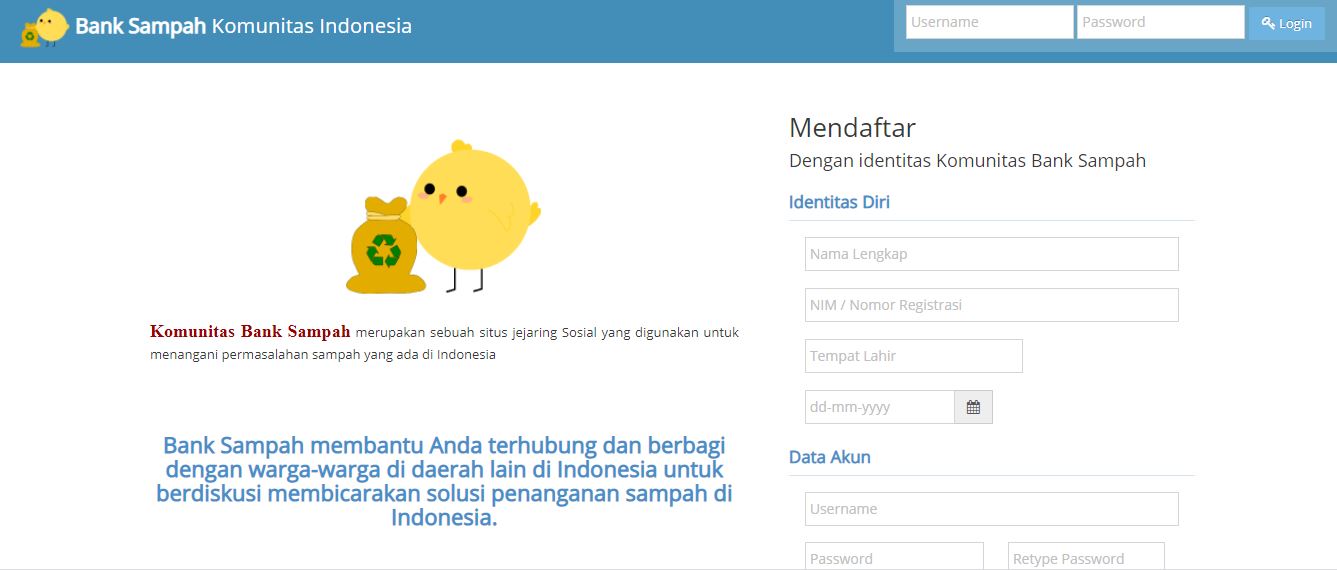 Bank Sampah Komunitas Indonesia
Username
Password
Login
Komunitas Bank Sampah merupakan sebuah situs jejaring Sosial yang digunakan untuk
menangani permasalahan sampah yang ada di Indonesia
Bank Sampah membantu Anda terhubung dan berbagi
dengan warga-warga di daerah lain di Indonesia untuk
berdiskusi membicarakan solusi penanganan sampah di
Indonesia.
Mendaftar
Dengan identitas Komunitas Bank Sampah
Identitas Diri
Nama Lengkap
NIM / Nomor Registrasi
Tempat Lahir
dd-mm-yyyy
Data Akun
Username
Password
Retype Password